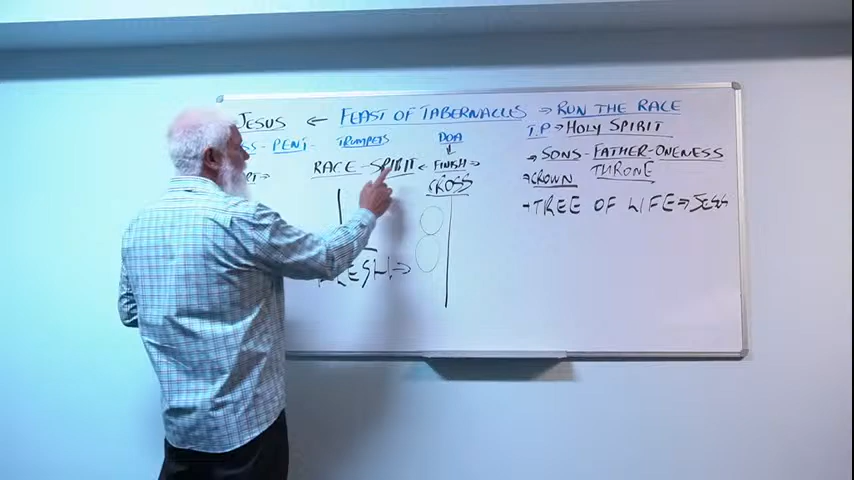 JESUS ← FEAST OF TABERNACLES → RUN THE RACE
SS - PENT - TRUMPETS DOA T.P → HOLY SPIRIT
RACE - SPIRIT ← FINISH → → SONS - FATHER - ONENESS
CROSS → CROWN THRONE
→ TREE OF LIFE ⇒
FLESH! →